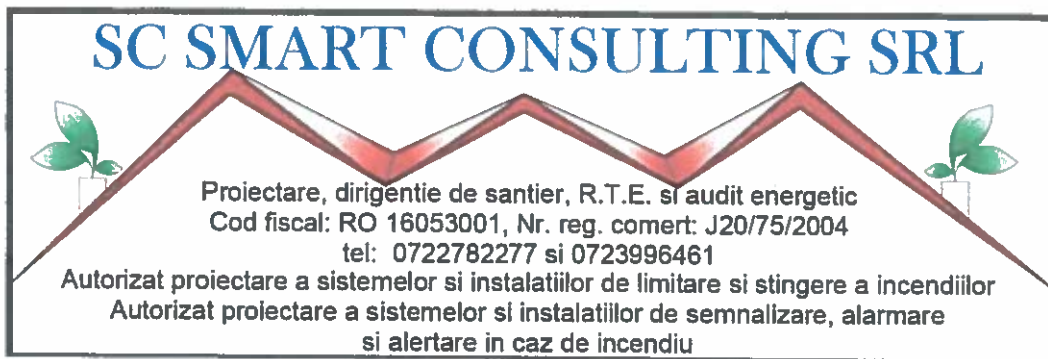 SC SMART CONSULTING SRL
Proiectare, dirigentie de santier, R.T.E. si audit energetic
Cod fiscal: RO 16053001, Nr. reg. comert: J20/75/2004
tel: 0722782277 si 0723996461
Autorizat proiectare a sistemelor si instalatiilor de limitare si stingere a incendiilor
Autorizat proiectare a sistemelor si instalatiilor de semnalizare, alarmare
si alertare in caz de incendiu